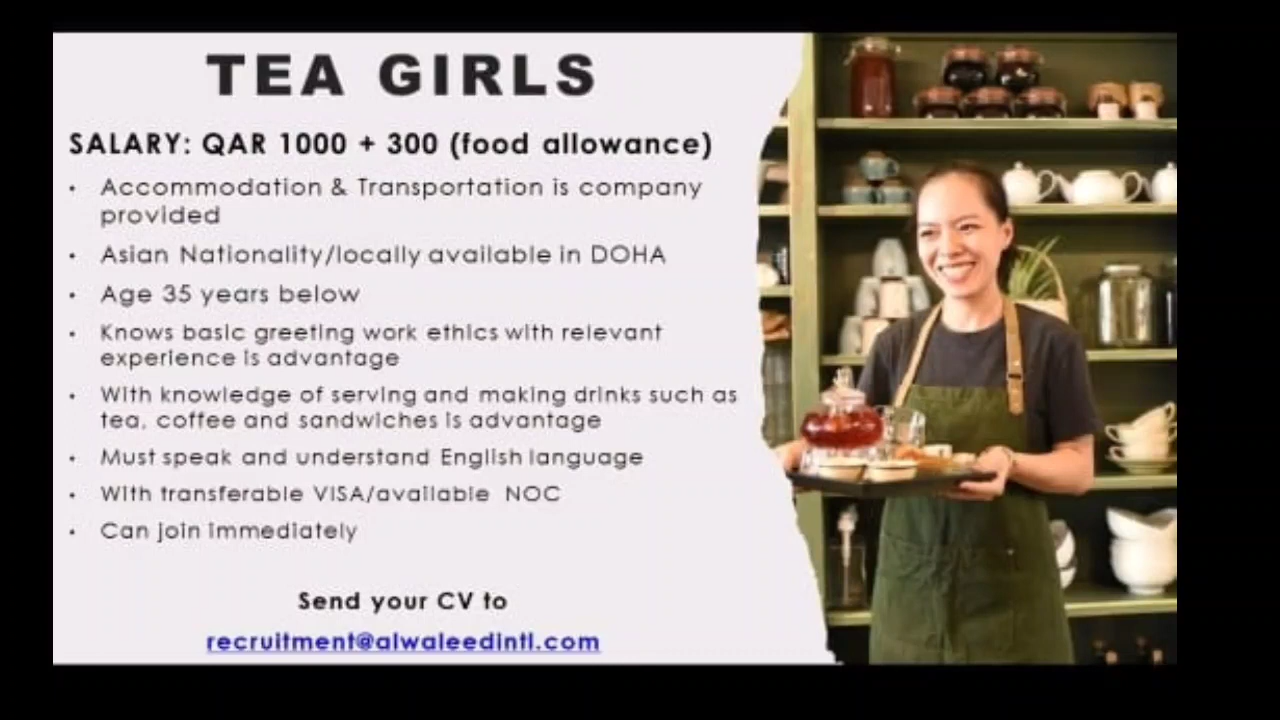 TEA GIRLS
SALARY: QAR 1000 + 300 (food allowance)
• Accommodation & Transportation is company
provided
• Asian Nationality/locally available in DOHA
• Age 35 years below
• Knows basic greeting work ethics with relevant
experience is advantage
• With knowledge of serving and making drinks such as
tea, coffee and sandwiches is advantage
• Must speak and understand English language
• With transferable VISA/available NOC
• Can join immediately
Send your CV to
recruitment@alwaleedintl.com